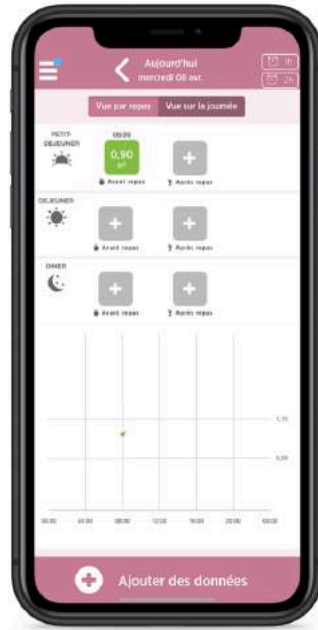 Aujourd'hui
mercredi 08 avr.
1h
2h
Vue par repas
Vue sur la journée
PETIT-
DEJEUNER
08:00
0,90
Avant repas
Après repas
DEJEUNER
Avant repas
Après repas
DINER
Avant repas
Après repas
00:00 04:00 08:00 12:00 16:00 20:00 00:00
Ajouter des données